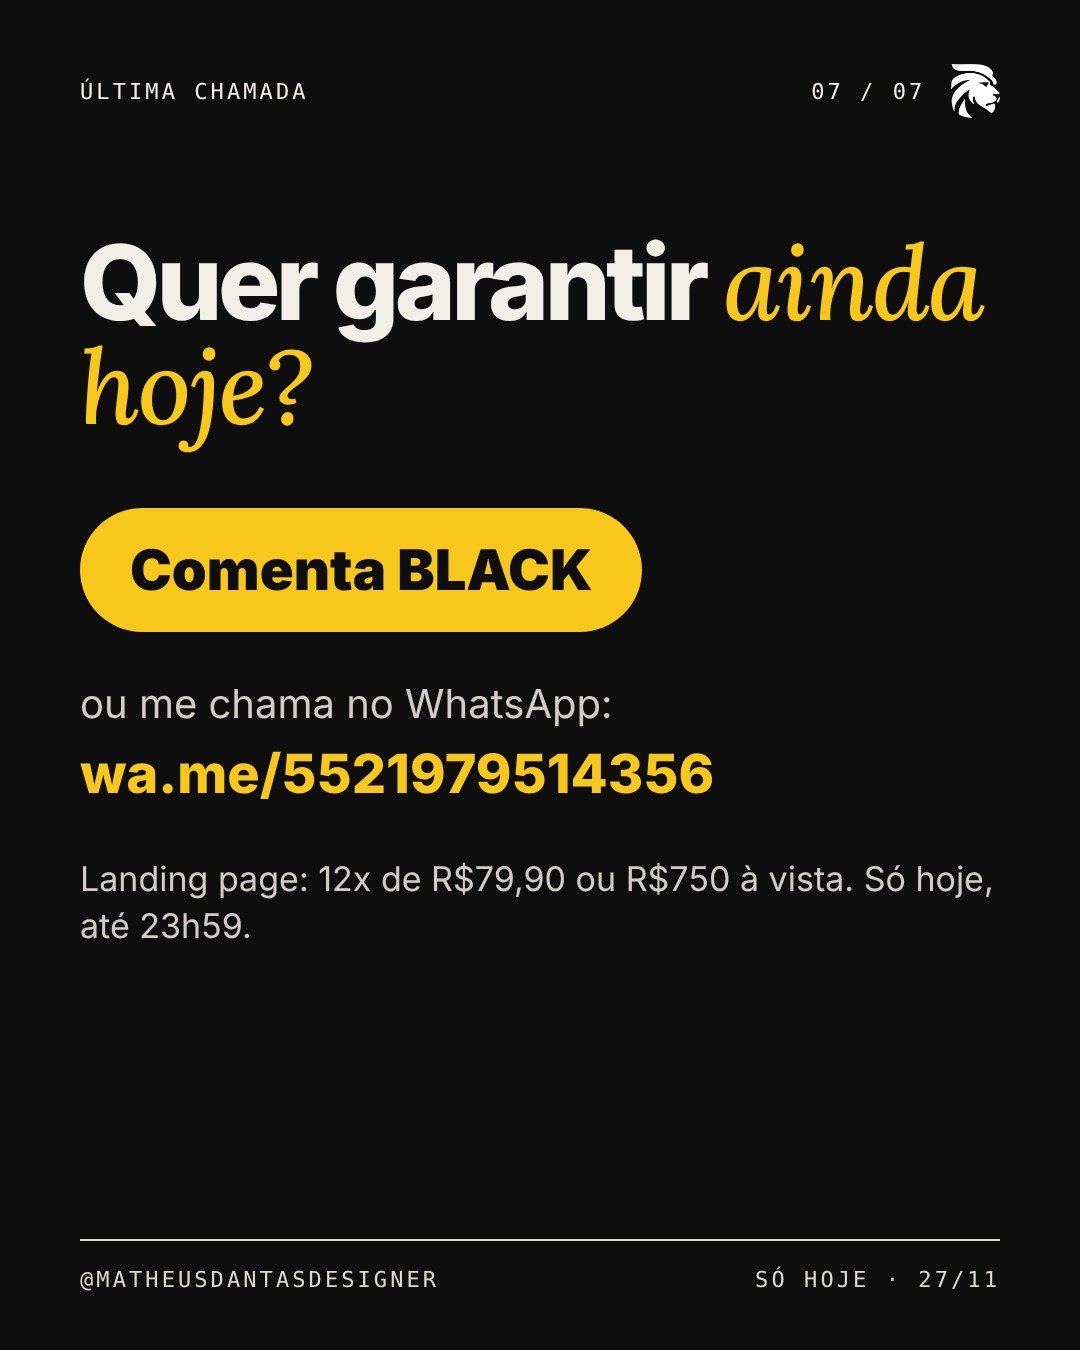 ÚLTIMA CHAMADA
07 / 07
Quer garantir ainda
hoje?
Comenta BLACK
ou me chama no WhatsApp:
wa.me/5521979514356
Landing page: 12x de R$79,90 ou R$750 à vista. Só hoje,
até 23h59.
@MATHEUSDANTASDESIGNER
SÓ HOJE · 27/11